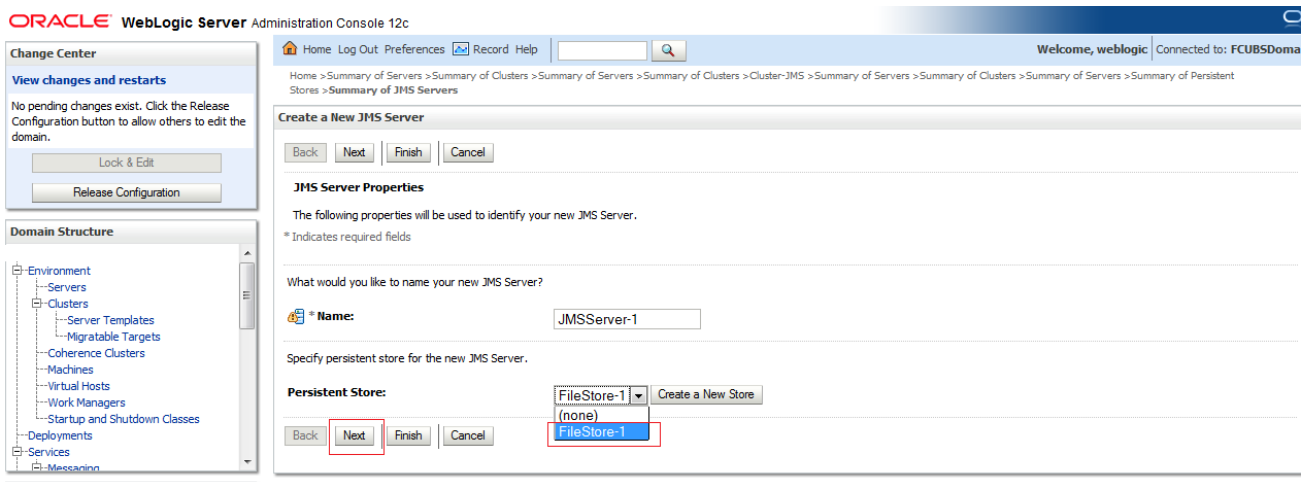 ORACLE WebLogic Server Administration Console 12c
Change Center
View changes and restarts
No pending changes exist. Click the Release
Configuration button to allow others to edit the
domain.
Lock & Edit
Release Configuration
Domain Structure
Environment
Servers
Clusters
Server Templates
Migratable Targets
Coherence Clusters
Machines
Virtual Hosts
Work Managers
Startup and Shutdown Classes
Deployments
Services
Messaging
Home Log Out Preferences Record Help
Welcome, weblogic Connected to: FCUBSDoma
Home >Summary of Servers >Summary of Clusters >Summary of Servers >Summary of Clusters >Cluster-JMS >Summary of Servers >Summary of Clusters >Summary of Servers >Summary of Persistent
Stores >Summary of JMS Servers
Create a New JMS Server
Back Next Finish Cancel
JMS Server Properties
The following properties will be used to identify your new JMS Server.
* Indicates required fields
What would you like to name your new JMS Server?
* Name: JMSServer-1
Specify persistent store for the new JMS Server.
Persistent Store: FileStore-1 Create a New Store
(none)
FileStore-1
Back Next Finish Cancel